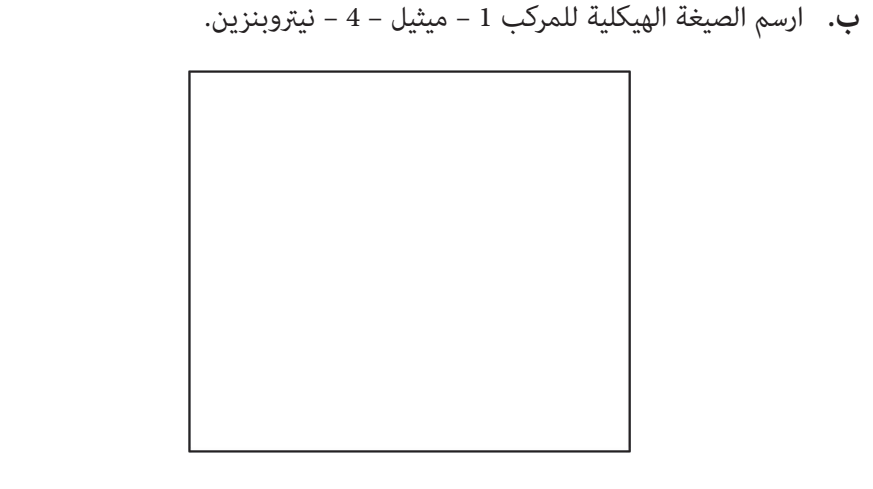 ب. ارسم الصيغة الهيكلية للمركب 1 – ميثيل – 4 – نيتروبنزين.